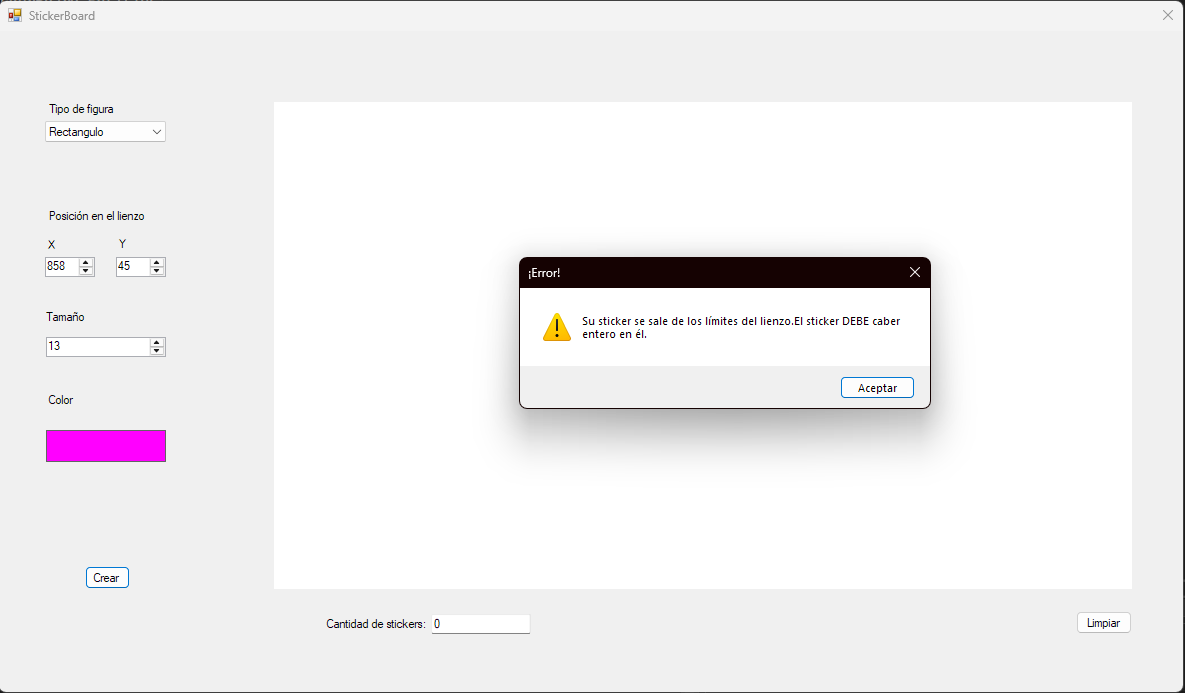 StickerBoard
Tipo de figura
Rectangulo
Posición en el lienzo
X
Y
858
45
Tamaño
13
Color
Crear
¡Error!
Su sticker se sale de los límites del lienzo.El sticker DEBE caber
entero en él.
Aceptar
Cantidad de stickers:
0
Limpiar